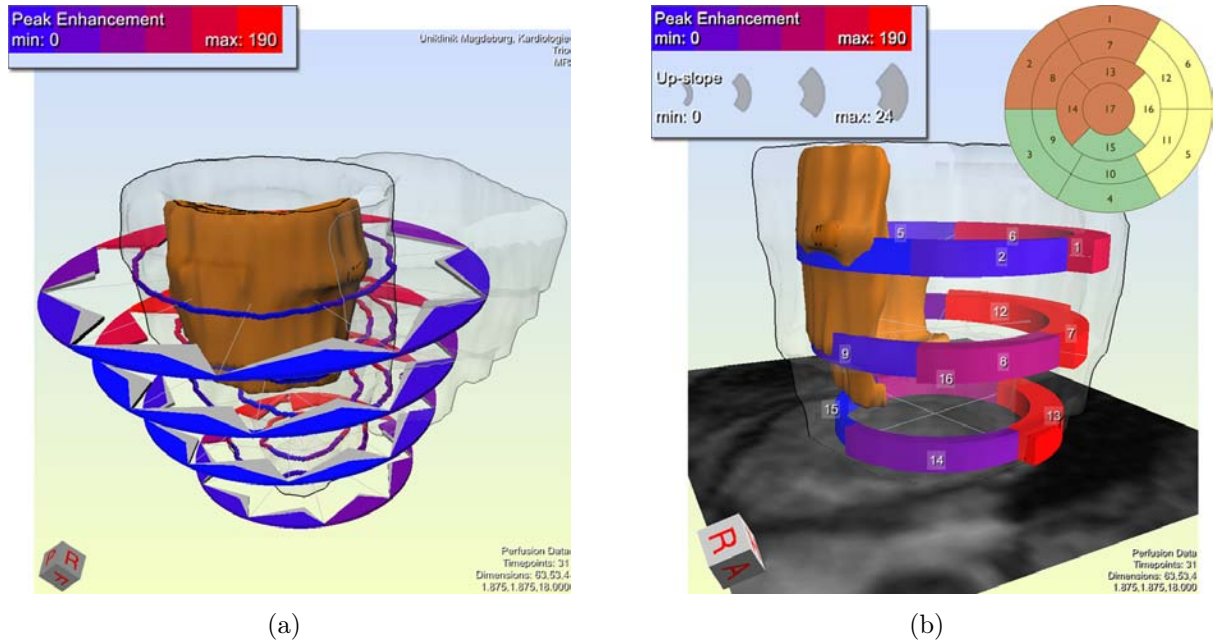 Peak Enhancement
min: 0 max: 190
Uniklinik Magdeburg, Kardiologie
Trio
MR
R
F
Perfusion Data
Timepoints: 31
Dimensions: 63,53,4
1.875,1.875,18.000
(a)
Peak Enhancement
min: 0 max: 190
Up-slope
min: 0 max: 24
1
7
2
6
8
13
12
14
17
16
9
15
11
3
10
5
4
5
6
1
2
12
7
9
8
16
15
13
14
R
A
Perfusion Data
Timepoints: 31
Dimensions: 63,53,4
1.875,1.875,18.000
(b)